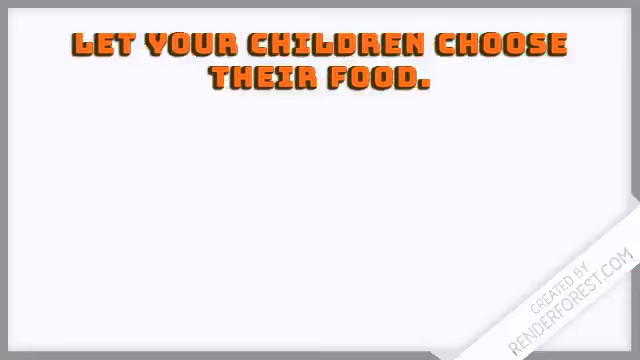 LET YOUR CHILDREN CHOOSE
THEIR FOOD.
CREATED BY
RENDERFOREST.COM